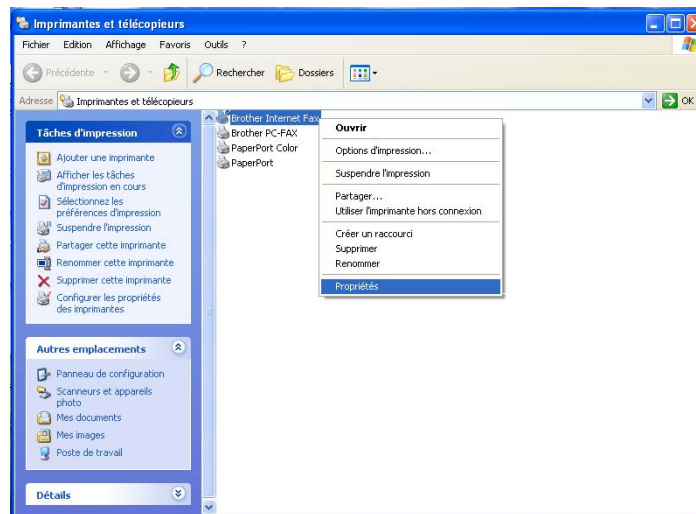 Imprimantes et télécopieurs
Fichier Edition Affichage Favoris Outils ?
Précédente Rechercher Dossiers
Adresse Imprimantes et télécopieurs OK
Tâches d'impression
Ajouter une imprimante
Afficher les tâches
d'impression en cours
Sélectionnez les
préférences d'impression
Suspendre l'impression
Partager cette imprimante
Renommer cette imprimante
Supprimer cette imprimante
Configurer les propriétés
des imprimantes
Autres emplacements
Panneau de configuration
Scanneurs et appareils
photo
Mes documents
Mes images
Poste de travail
Détails
Brother Internet Fax
Brother PC-FAX
PaperPort Color
PaperPort
Ouvrir
Options d'impression...
Suspendre l'impression
Partager...
Utiliser l'imprimante hors connexion
Créer un raccourci
Supprimer
Renommer
Propriétés